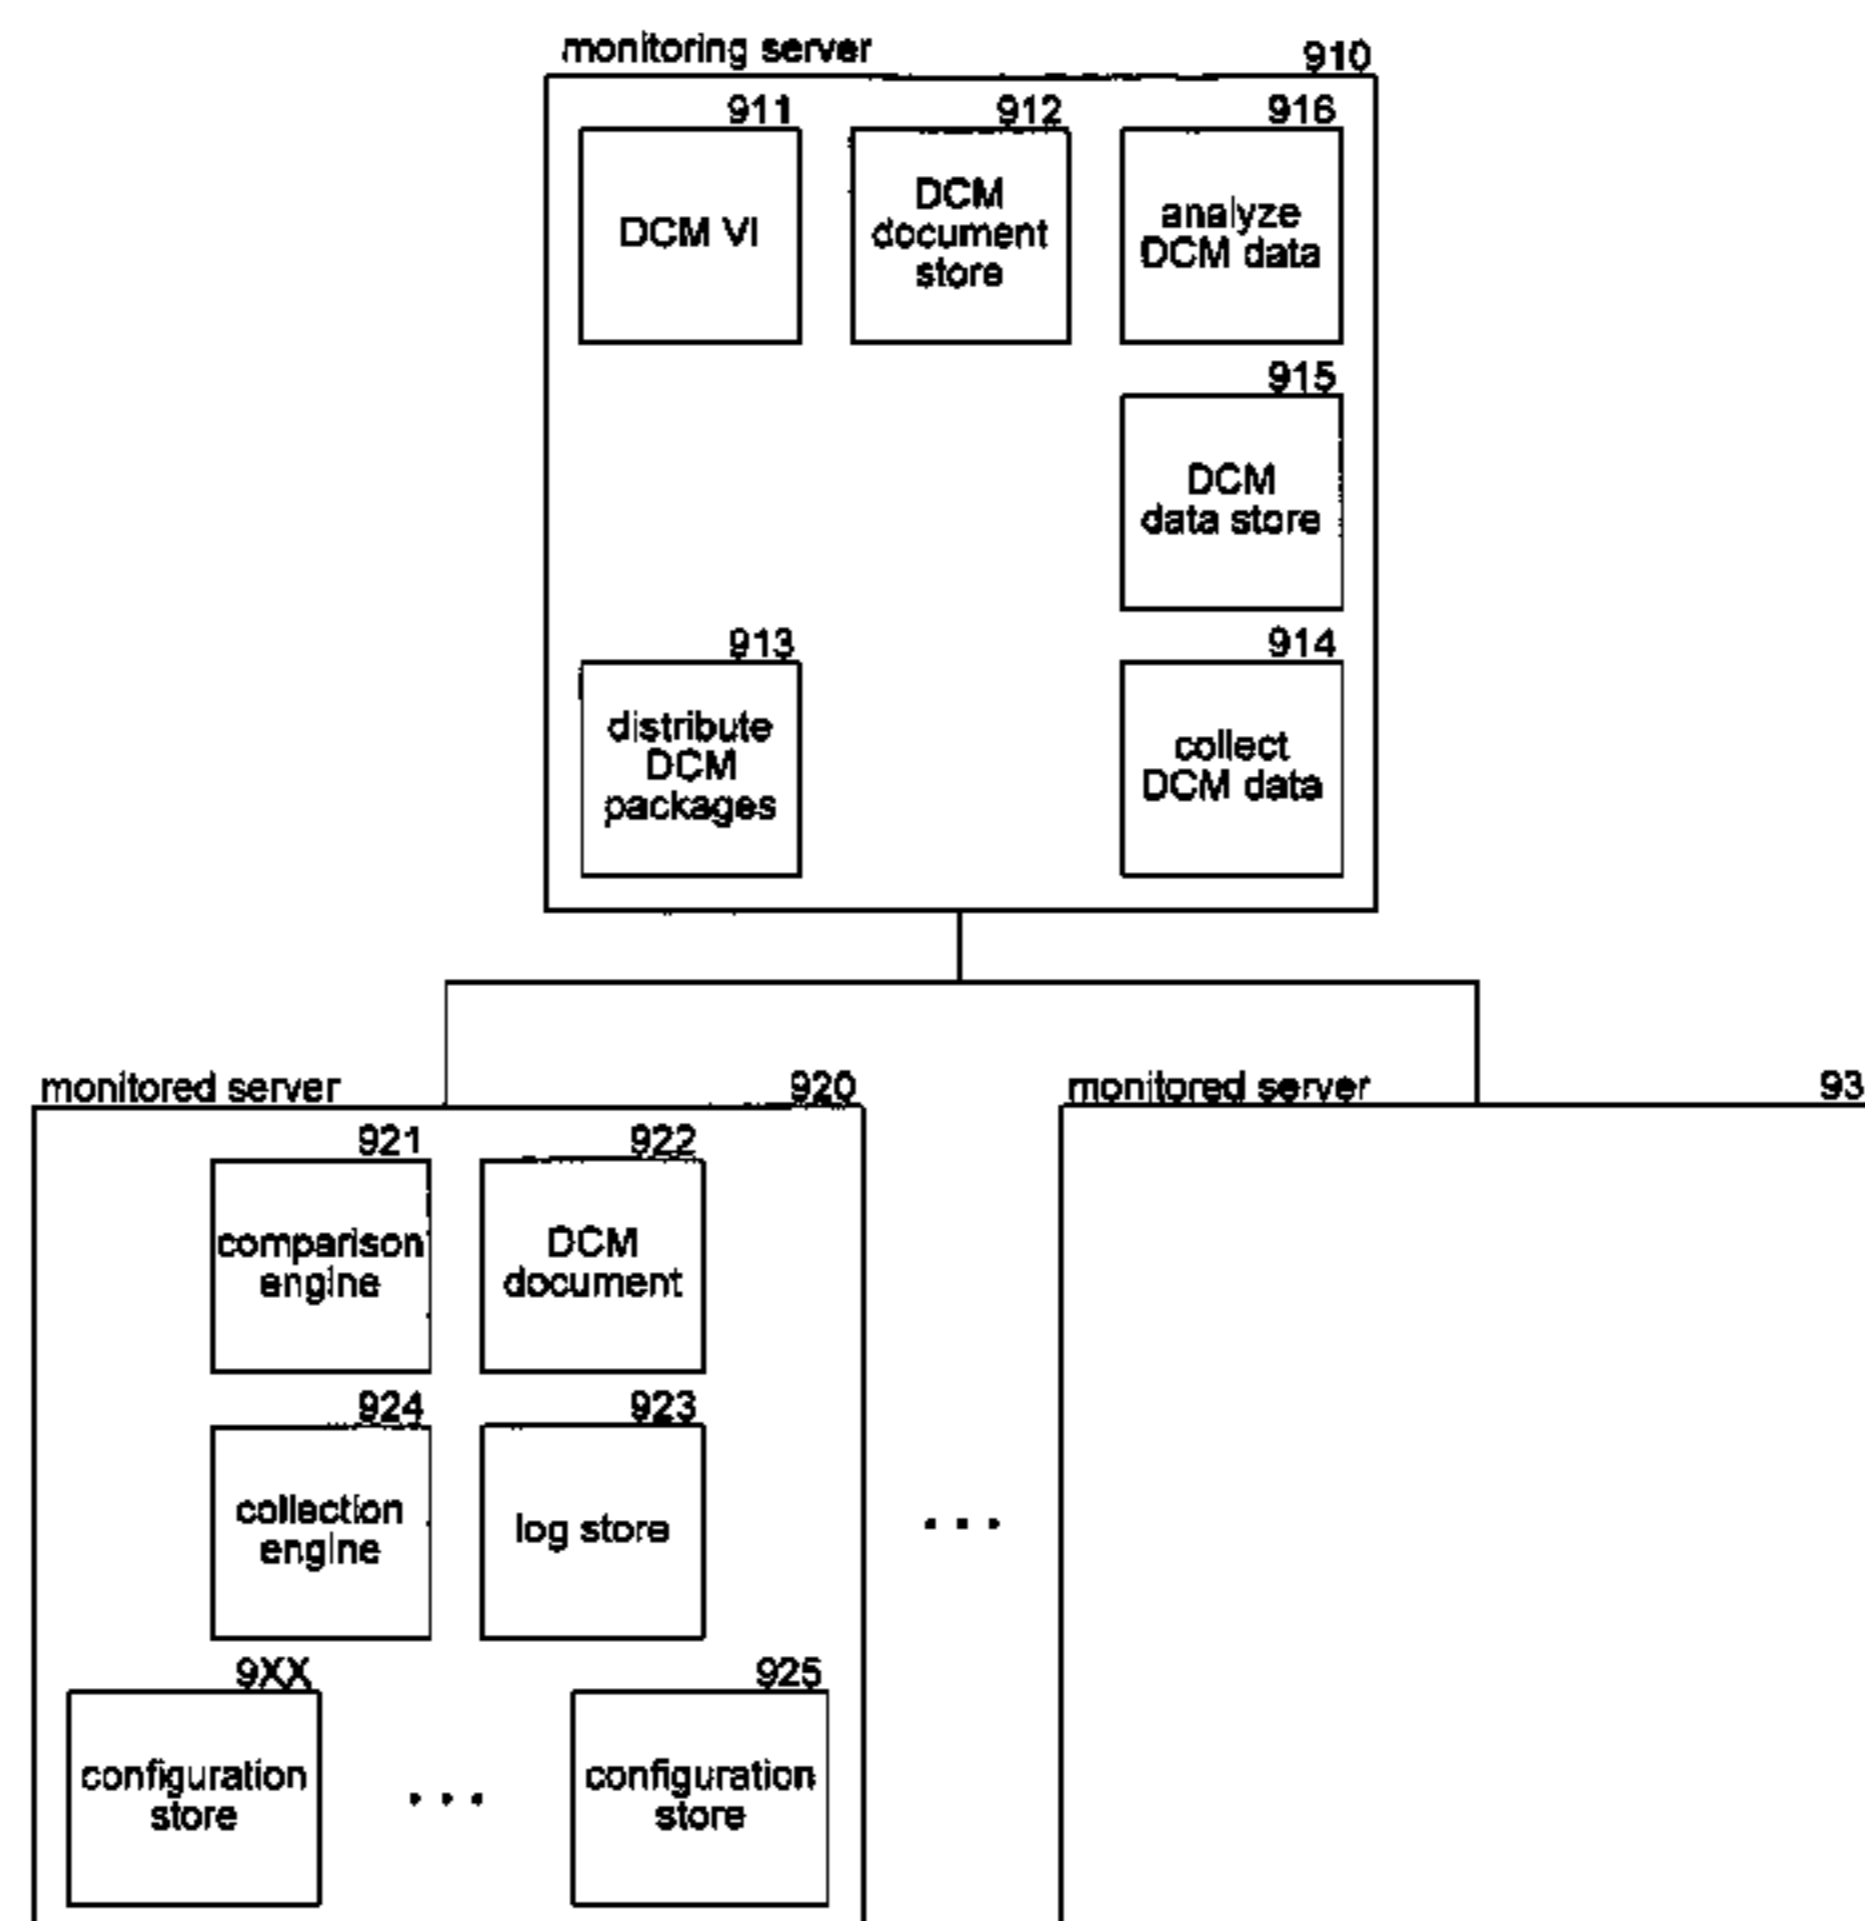 monitoring server 910
911 912 916
DCM VI
DCM
document
store
analyze
DCM data
915
DCM
data store
913 914
distribute
DCM
packages
collect
DCM data
monitored server 920
monitored server 93
921 922
comparison
engine
DCM
document
924 923
collection
engine
log store
. . .
9XX 925
configuration
store
. . .
configuration
store